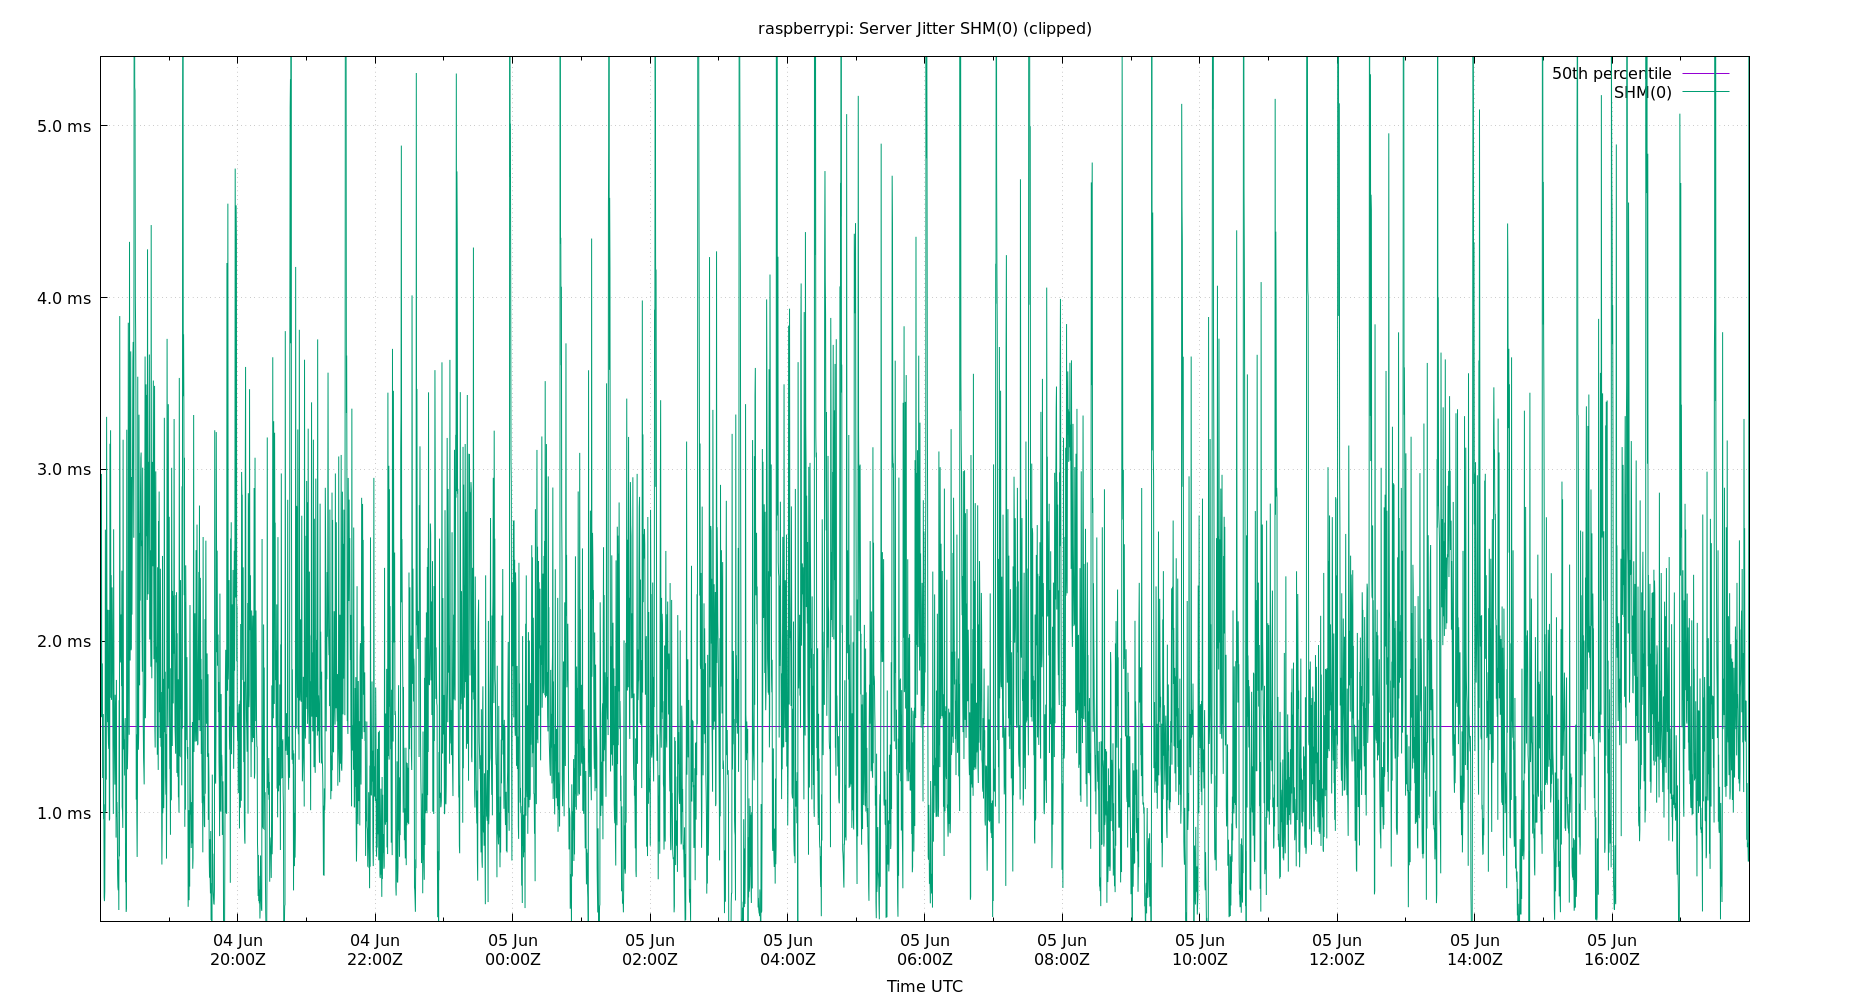 raspberrypi: Server Jitter SHM(0) (clipped)
50th percentile
SHM(0)
5.0 ms
4.0 ms
3.0 ms
2.0 ms
1.0 ms
04 Jun 04 Jun 05 Jun 05 Jun 05 Jun 05 Jun 05 Jun 05 Jun 05 Jun 05 Jun 05 Jun
20:00Z 22:00Z 00:00Z 02:00Z 04:00Z 06:00Z 08:00Z 10:00Z 12:00Z 14:00Z 16:00Z
Time UTC